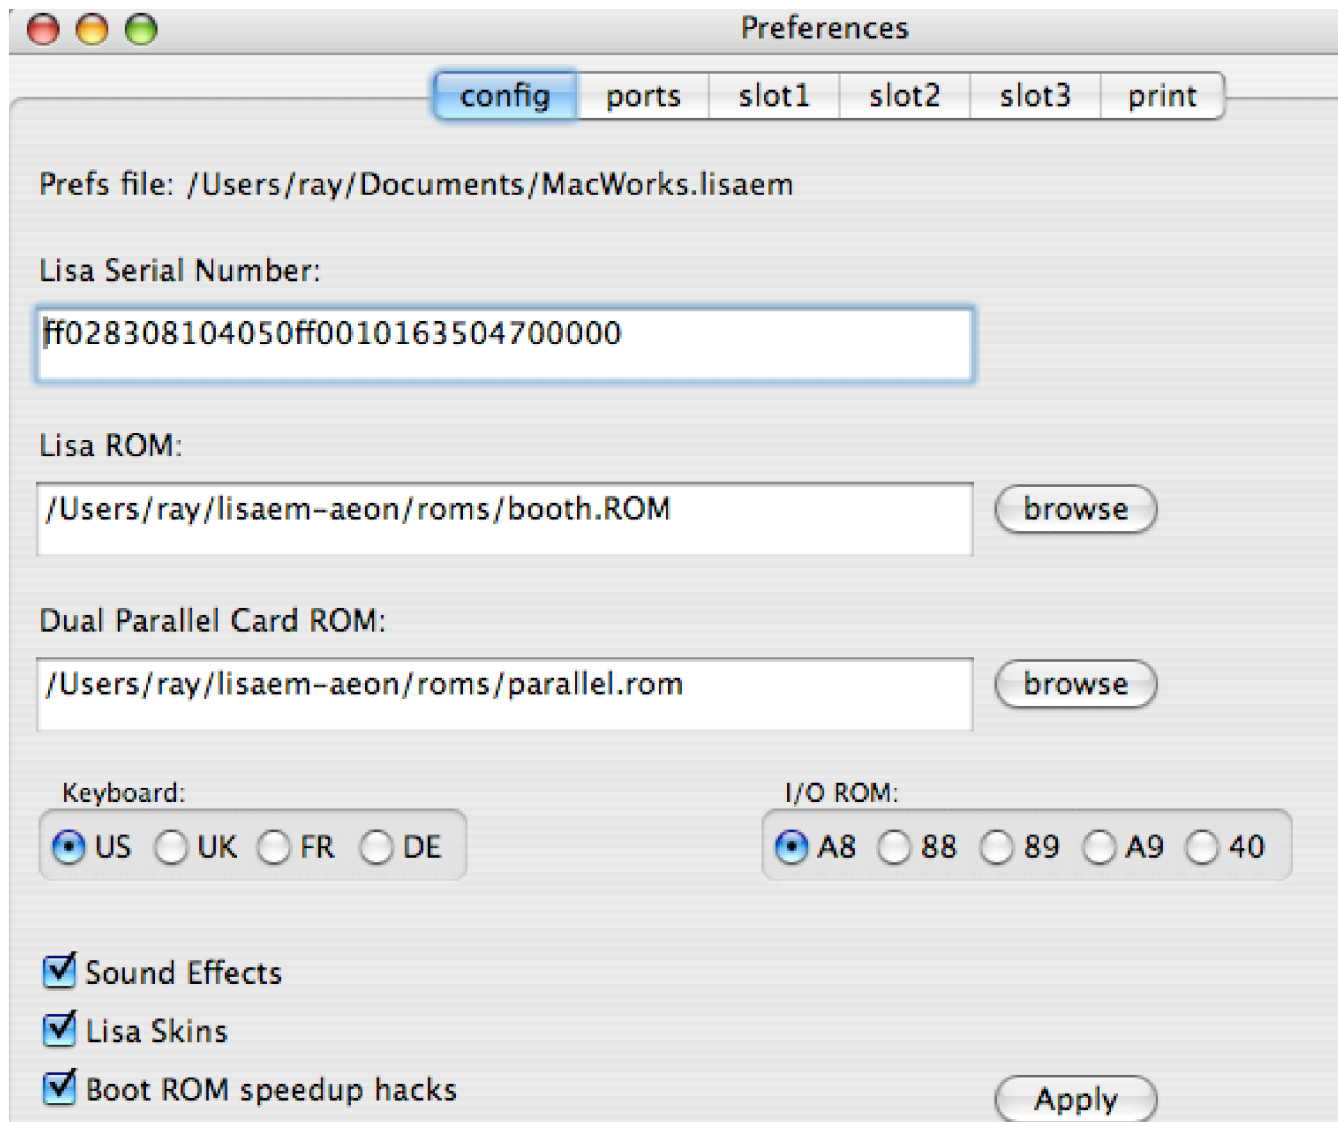 Preferences
config ports slot1 slot2 slot3 print
Prefs file: /Users/ray/Documents/MacWorks.lisaem
Lisa Serial Number:
ff028308104050ff0010163504700000
Lisa ROM:
/Users/ray/lisaem-aeon/roms/booth.ROM browse
Dual Parallel Card ROM:
/Users/ray/lisaem-aeon/roms/parallel.rom browse
Keyboard: I/O ROM:
US UK FR DE A8 88 89 A9 40
Sound Effects
Lisa Skins
Boot ROM speedup hacks Apply